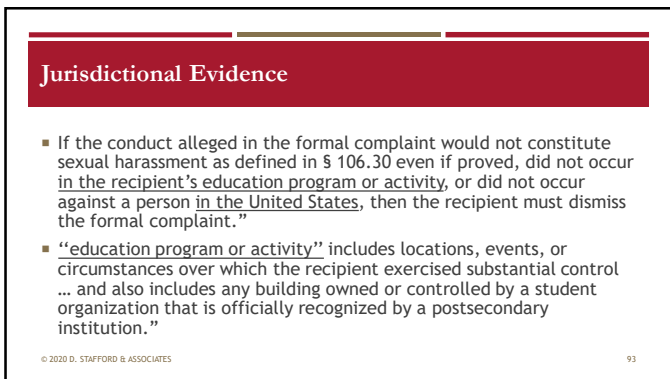 Jurisdictional Evidence
▪ If the conduct alleged in the formal complaint would not constitute
sexual harassment as defined in § 106.30 even if proved, did not occur
in the recipient’s education program or activity, or did not occur
against a person in the United States, then the recipient must dismiss
the formal complaint.”
▪ ‘‘education program or activity’’ includes locations, events, or
circumstances over which the recipient exercised substantial control
… and also includes any building owned or controlled by a student
organization that is officially recognized by a postsecondary
institution.”
© 2020 D. STAFFORD & ASSOCIATES
93